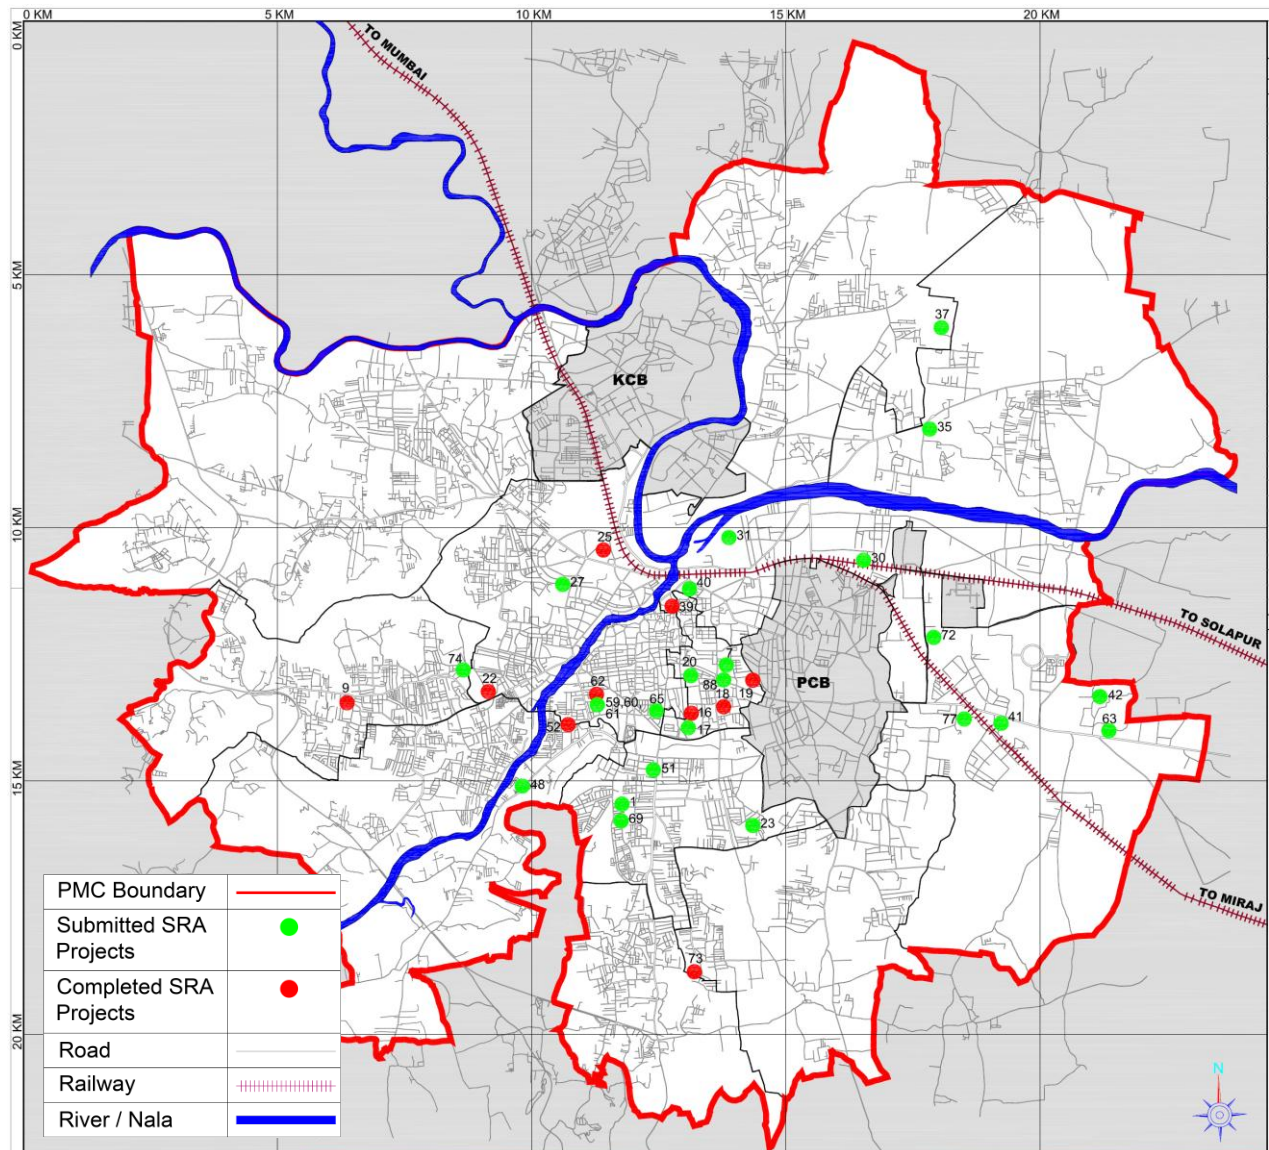 0 KM 5 KM 10 KM 15 KM 20 KM
0 KM
TO MUMBAI
5 KM
37
KCB
35
10 KM
25
31
30
27
40
39
TO SOLAPUR
72
74
20
7
9
22
62
88
19
PCB
42
59,60,
61
65
18
16
77
41
63
52
17
51
15 KM
48
1
69
23
TO MIRAJ
73
20 KM
PMC Boundary
Submitted SRA
Projects
Completed SRA
Projects
Road
Railway
River / Nala
N